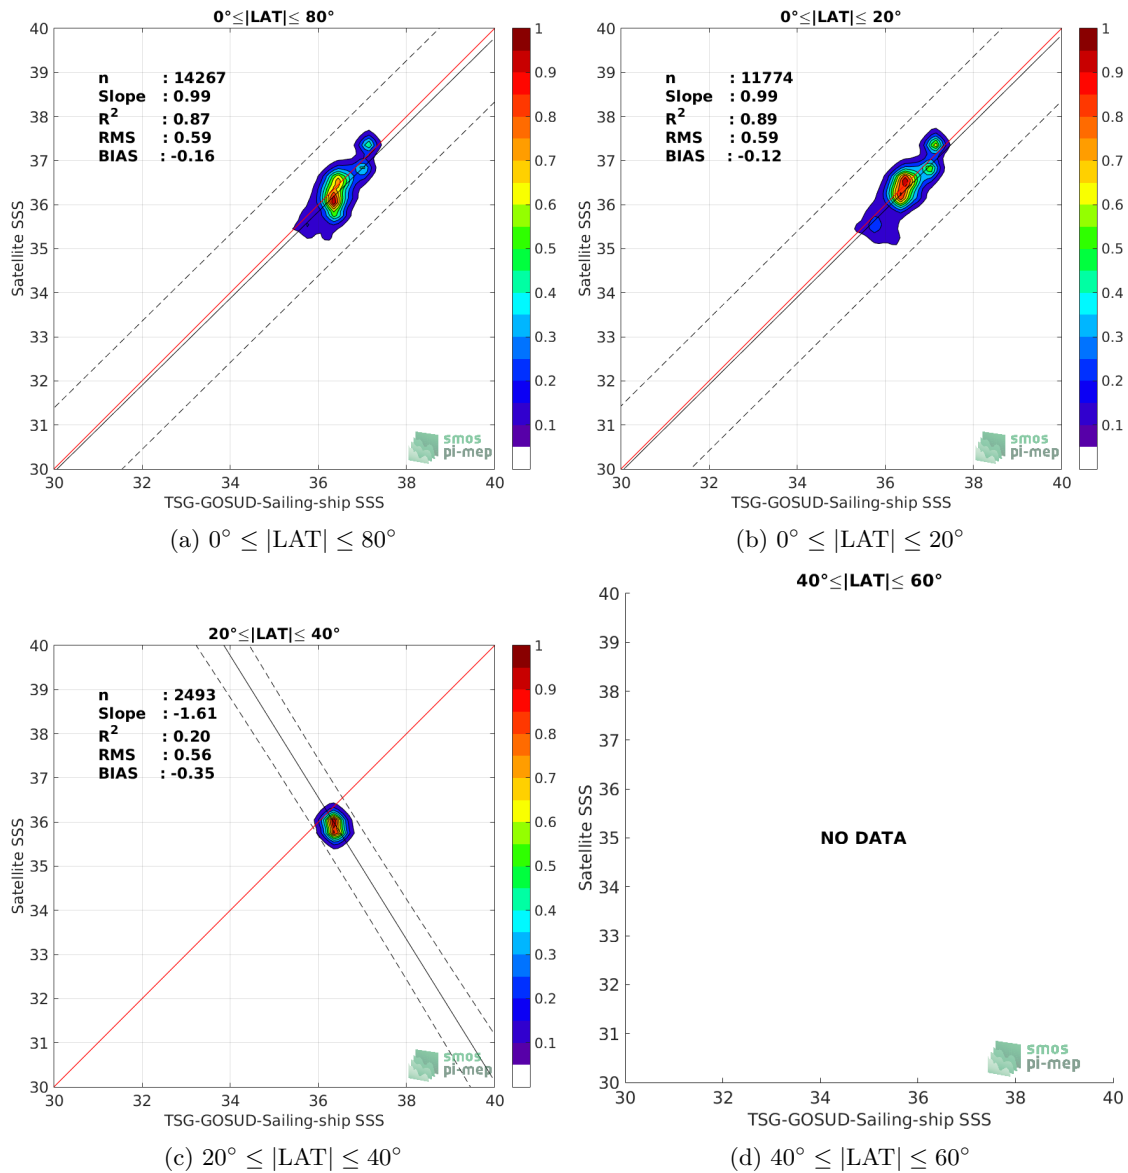 0°≤|LAT|≤ 80°
40
39
38
37
36
35
34
33
32
31
30
30
32
34
36
38
40
Satellite SSS
TSG-GOSUD-Sailing-ship SSS
n : 14267
Slope : 0.99
R² : 0.87
RMS : 0.59
BIAS : -0.16
1
0.9
0.8
0.7
0.6
0.5
0.4
0.3
0.2
0.1
smos
pi-mep
(a) 0° ≤ |LAT| ≤ 80°
0°≤|LAT|≤ 20°
40
39
38
37
36
35
34
33
32
31
30
30
32
34
36
38
40
Satellite SSS
TSG-GOSUD-Sailing-ship SSS
n : 11774
Slope : 0.99
R² : 0.89
RMS : 0.59
BIAS : -0.12
1
0.9
0.8
0.7
0.6
0.5
0.4
0.3
0.2
0.1
smos
pi-mep
(b) 0° ≤ |LAT| ≤ 20°
20°≤|LAT|≤ 40°
40
39
38
37
36
35
34
33
32
31
30
30
32
34
36
38
40
Satellite SSS
TSG-GOSUD-Sailing-ship SSS
n : 2493
Slope : -1.61
R² : 0.20
RMS : 0.56
BIAS : -0.35
1
0.9
0.8
0.7
0.6
0.5
0.4
0.3
0.2
0.1
smos
pi-mep
(c) 20° ≤ |LAT| ≤ 40°
40°≤|LAT|≤ 60°
40
39
38
37
36
35
34
33
32
31
30
30
32
34
36
38
40
Satellite SSS
TSG-GOSUD-Sailing-ship SSS
NO DATA
smos
pi-mep
(d) 40° ≤ |LAT| ≤ 60°